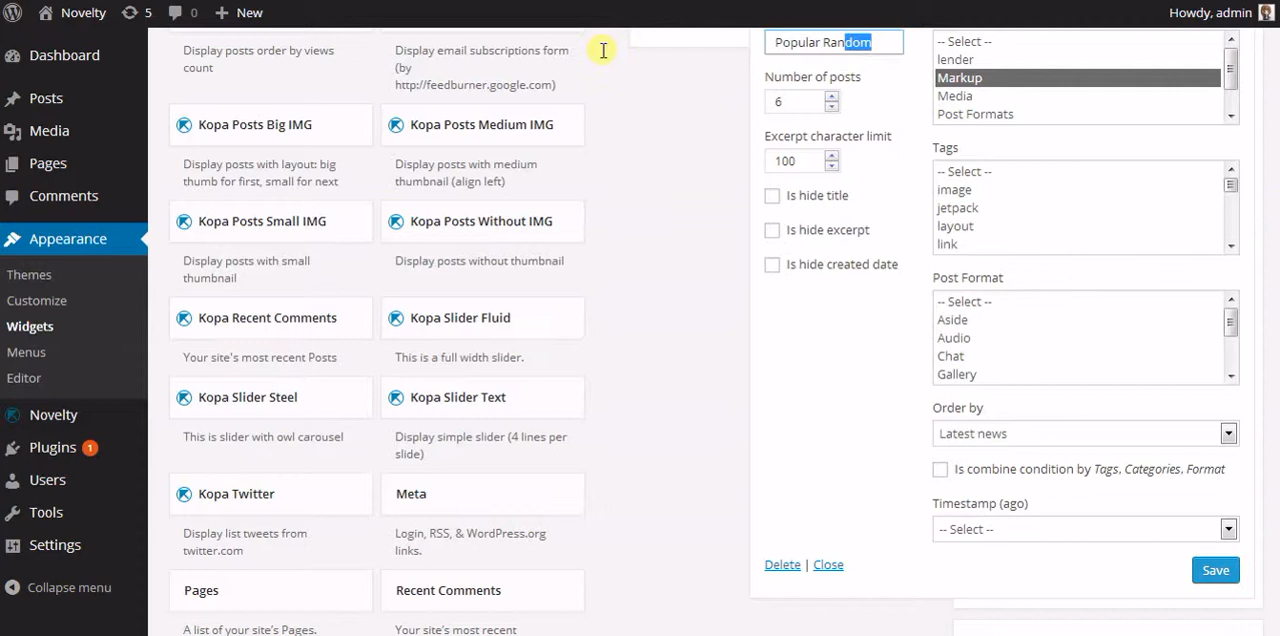 Novelty 5 0 New Howdy, admin
Dashboard
Posts
Media
Pages
Comments
Appearance
Themes
Customize
Widgets
Menus
Editor
Novelty
Plugins 1
Users
Tools
Settings
Collapse menu
Display posts order by views
count
Display email subscriptions form
(by
http://feedburner.google.com)
Kopa Posts Big IMG
Kopa Posts Medium IMG
Display posts with layout: big
thumb for first, small for next
Display posts with medium
thumbnail (align left)
Kopa Posts Small IMG
Kopa Posts Without IMG
Display posts with small
thumbnail
Display posts without thumbnail
Kopa Recent Comments
Kopa Slider Fluid
Your site's most recent Posts
This is a full width slider.
Kopa Slider Steel
Kopa Slider Text
This is slider with owl carousel
Display simple slider (4 lines per
slide)
Kopa Twitter
Meta
Display list tweets from
twitter.com
Login, RSS, & WordPress.org
links.
Pages
Recent Comments
A list of your site's Pages.
Your site's most recent
Popular Random
Number of posts
6
Excerpt character limit
100
Is hide title
Is hide excerpt
Is hide created date
Delete | Close
-- Select --
lender
Markup
Media
Post Formats
Tags
-- Select --
image
jetpack
layout
link
Post Format
-- Select --
Aside
Audio
Chat
Gallery
Order by
Latest news
Is combine condition by Tags, Categories, Format
Timestamp (ago)
-- Select --
Save